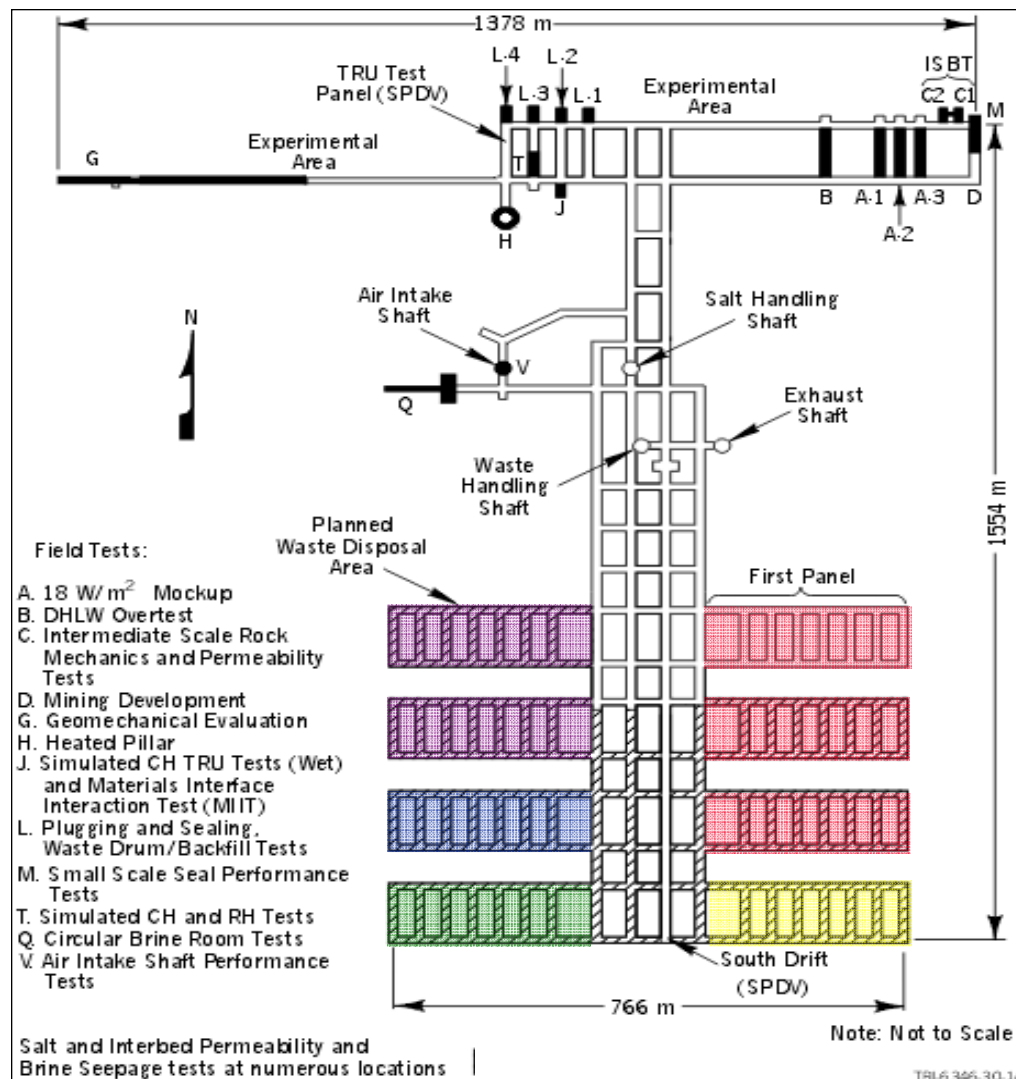 1378 m
L-4
L-2
IS BT
TRU Test
Panel (SPDV)
L-3
L-1
Experimental
Area
C2
C1
M
Experimental
Area
G
T
J
H
B
A-1
A-3
D
A-2
Air Intake
Shaft
Salt Handling
Shaft
N
V
Q
Exhaust
Shaft
Waste
Handling
Shaft
1554 m
Planned
Waste Disposal
Area
First Panel
Field Tests:
A. 18 W/m² Mockup
B. DHLW Overtest
C. Intermediate Scale Rock
Mechanics and Permeability
Tests
D. Mining Development
G. Geomechanical Evaluation
H. Heated Pillar
J. Simulated CH TRU Tests (Wet)
and Materials Interface
Interaction Test (MIIT)
L. Plugging and Sealing,
Waste Drum/Backfill Tests
M. Small Scale Seal Performance
Tests
T. Simulated CH and RH Tests
Q. Circular Brine Room Tests
V. Air Intake Shaft Performance
Tests
South Drift
(SPDV)
766 m
Note: Not to Scale
Salt and Interbed Permeability and
Brine Seepage tests at numerous locations